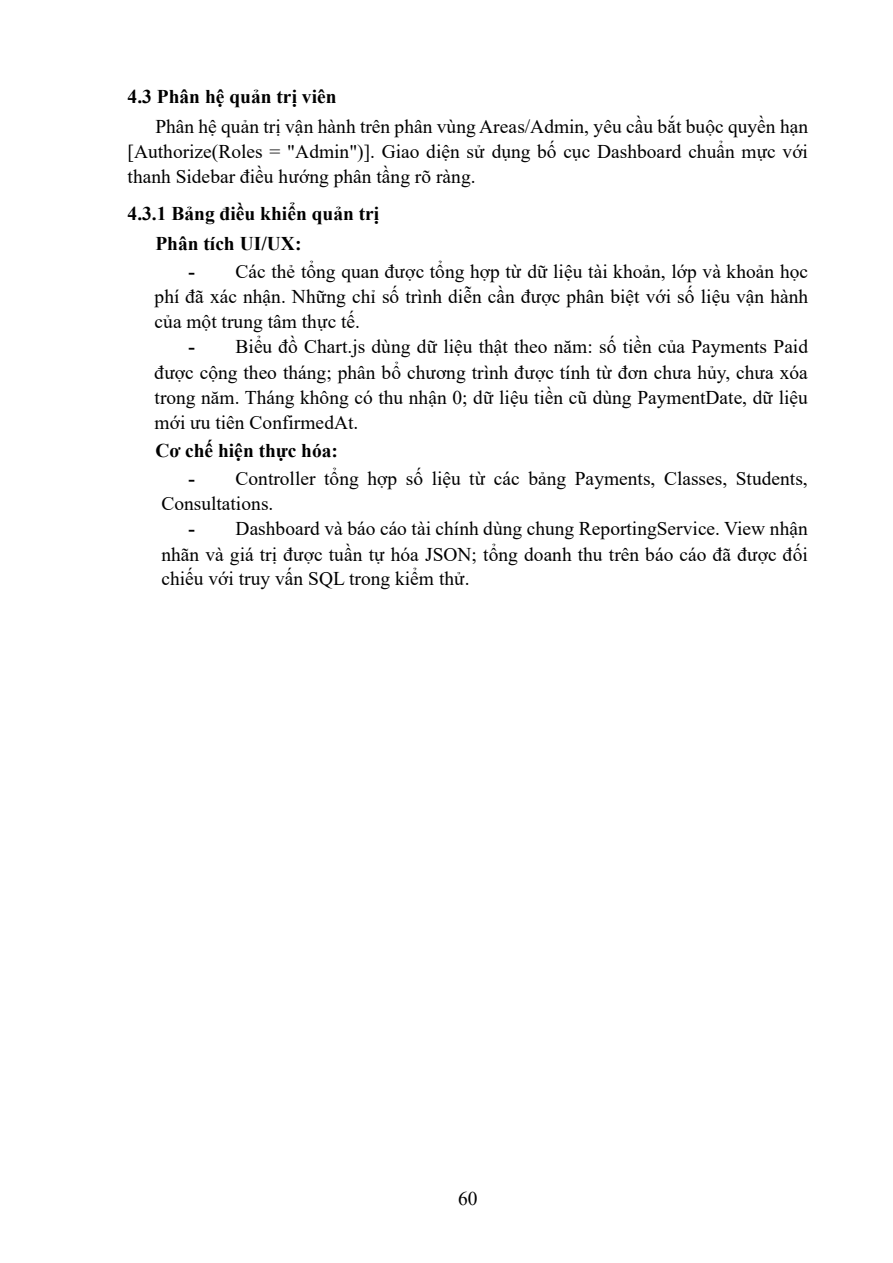 4.3 Phân hệ quản trị viên
Phân hệ quản trị vận hành trên phân vùng Areas/Admin, yêu cầu bắt buộc quyền hạn
[Authorize(Roles = "Admin")]. Giao diện sử dụng bố cục Dashboard chuẩn mực với
thanh Sidebar điều hướng phân tầng rõ ràng.
4.3.1 Bảng điều khiển quản trị
Phân tích UI/UX:
- Các thẻ tổng quan được tổng hợp từ dữ liệu tài khoản, lớp và khoản học
phí đã xác nhận. Những chỉ số trình diễn cần được phân biệt với số liệu vận hành
của một trung tâm thực tế.
- Biểu đồ Chart.js dùng dữ liệu thật theo năm: số tiền của Payments Paid
được cộng theo tháng; phân bổ chương trình được tính từ đơn chưa hủy, chưa xóa
trong năm. Tháng không có thu nhận 0; dữ liệu tiền cũ dùng PaymentDate, dữ liệu
mới ưu tiên ConfirmedAt.
Cơ chế hiện thực hóa:
- Controller tổng hợp số liệu từ các bảng Payments, Classes, Students,
Consultations.
- Dashboard và báo cáo tài chính dùng chung ReportingService. View nhận
nhãn và giá trị được tuần tự hóa JSON; tổng doanh thu trên báo cáo đã được đối
chiếu với truy vấn SQL trong kiểm thử.
60